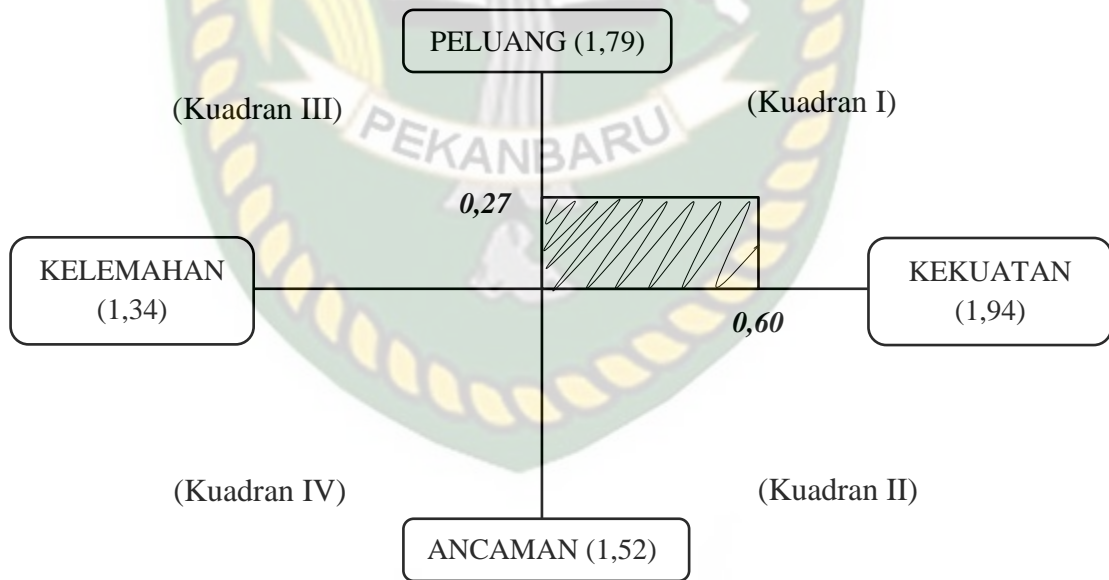 PELUANG (1,79)
(Kuadran III)
(Kuadran I)
PEKANBARU
0,27
KELEMAHAN
(1,34)
KEKUATAN
(1,94)
0,60
(Kuadran IV)
(Kuadran II)
ANCAMAN (1,52)